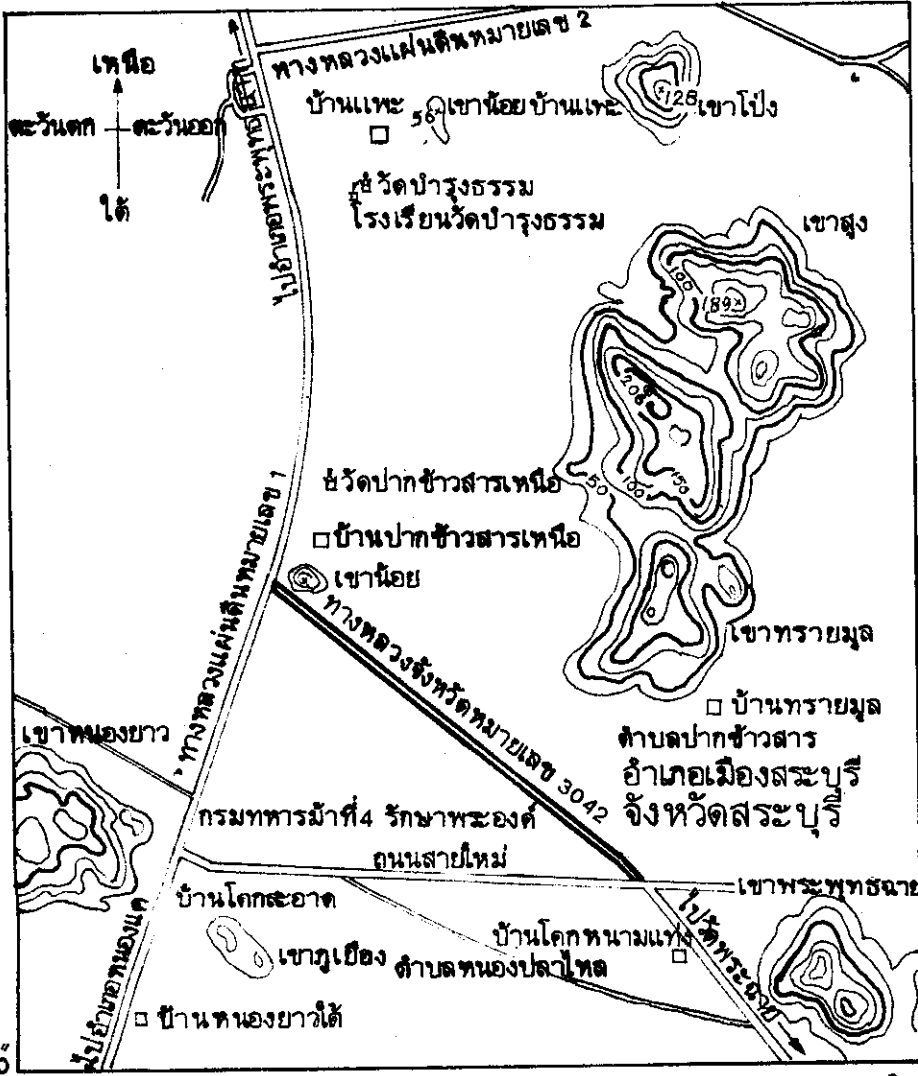 ทางหลวงแผ่นดินหมายเลข 2
เหนือ
ตะวันตก
ตะวันออก
ใต้
บ้านแพะ
56
เขาน้อยบ้านแพะ
128
เขาโป่ง
วัดบำรุงธรรม
โรงเรียนวัดบำรุงธรรม
ไปอำเภอพระพุทธบาท
เขาสูง
100
189
208
50
100
150
วัดปากข้าวสารเหนือ
บ้านปากข้าวสารเหนือ
เขาน้อย
ทางหลวงแผ่นดินหมายเลข 1
ทางหลวงจังหวัดหมายเลข 3042
เขาทรายมูล
บ้านทรายมูล
ตำบลปากข้าวสาร
อำเภอเมืองสระบุรี
จังหวัดสระบุรี
เขาหนองยาว
กรมทหารม้าที่4 รักษาพระองค์
ถนนสายใหม่
เขาพระพุทธฉาย
บ้านโคกสะอาด
เขาภูเยือง
บ้านโคกหนามแท่ง
ตำบลหนองปลาไหล
ไปวัดพระฉาย
ไปอำเภอหนองแค
บ้านหนองยาวใต้